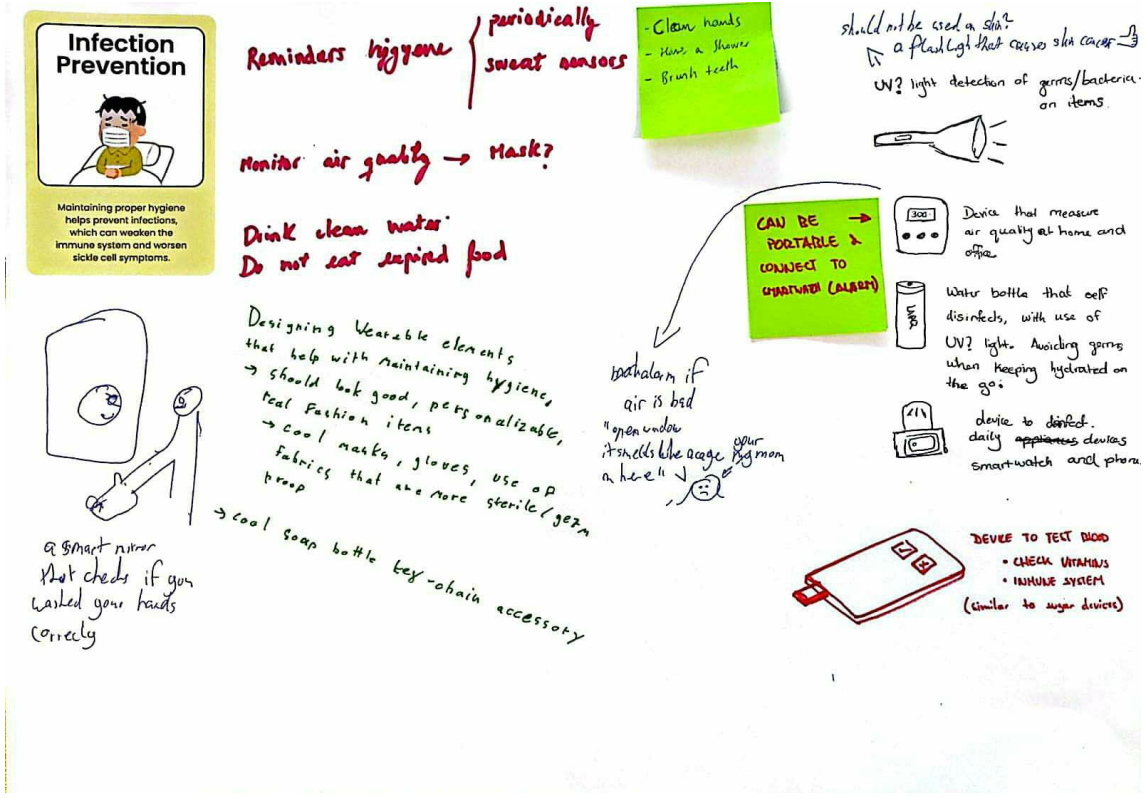 Infection
Prevention
Maintaining proper hygiene
helps prevent infections,
which can weaken the
immune system and worsen
sickle cell symptoms.
Reminders hygyene
periodically
sweat sensors
Monitor air quality → Mask?
Drink clean water
Do not eat expired food
- Clean hands
- Have a shower
- Brush teeth
should not be used on skin?
a flashlight that causes skin cancer
UV? light detection of germs/bacteria
on items.
CAN BE →
PORTABLE &
CONNECT TO
SMARTWATCH (ALARM)
300
Device that measure
air quality at home and
office
Water bottle that self
disinfects, with use of
UV? light. Avoiding germs
when keeping hydrated on
the go.
device to
daily devices
smartwatch and phone
DEVICE TO TEST BLOOD
• CHECK VITAMINS
• INMUNE SYSTEM
(similar to sugar devices)
Designing Wearable elements
that help with maintaining hygiene,
→ should look good, personalizable,
real Fashion items
→ cool masks, gloves, use of
fabrics that are more sterile/germ
proof
→ cool soap bottle key-chain accessory
alarm if
air is bad
"open window
it smells like a
in here"
your
mom
a smart mirror
that checks if you
washed your hands
correctly